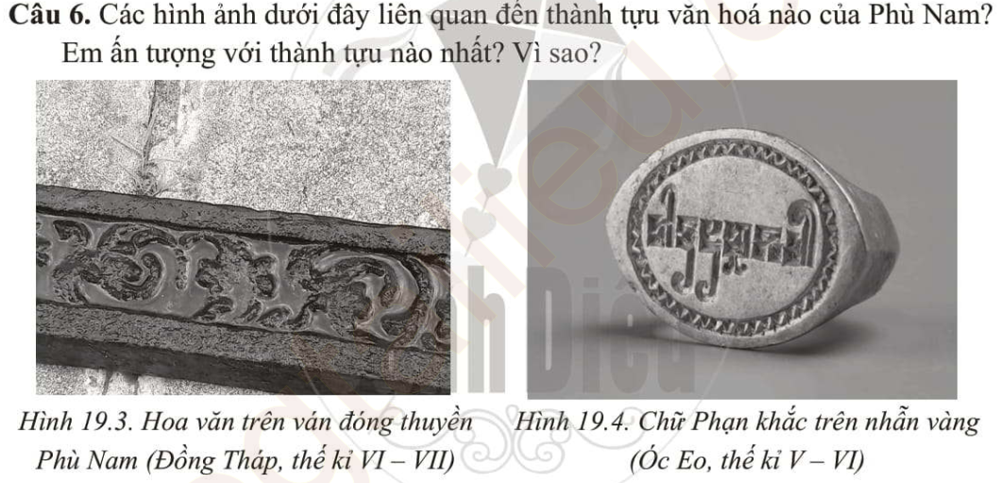 Câu 6. Các hình ảnh dưới đây liên quan đến thành tựu văn hoá nào của Phù Nam?
Em ấn tượng với thành tựu nào nhất? Vì sao?
Hình 19.3. Hoa văn trên ván đóng thuyền
Phù Nam (Đồng Tháp, thế kỉ VI – VII)
Hình 19.4. Chữ Phạn khắc trên nhẫn vàng
(Óc Eo, thế kỉ V – VI)